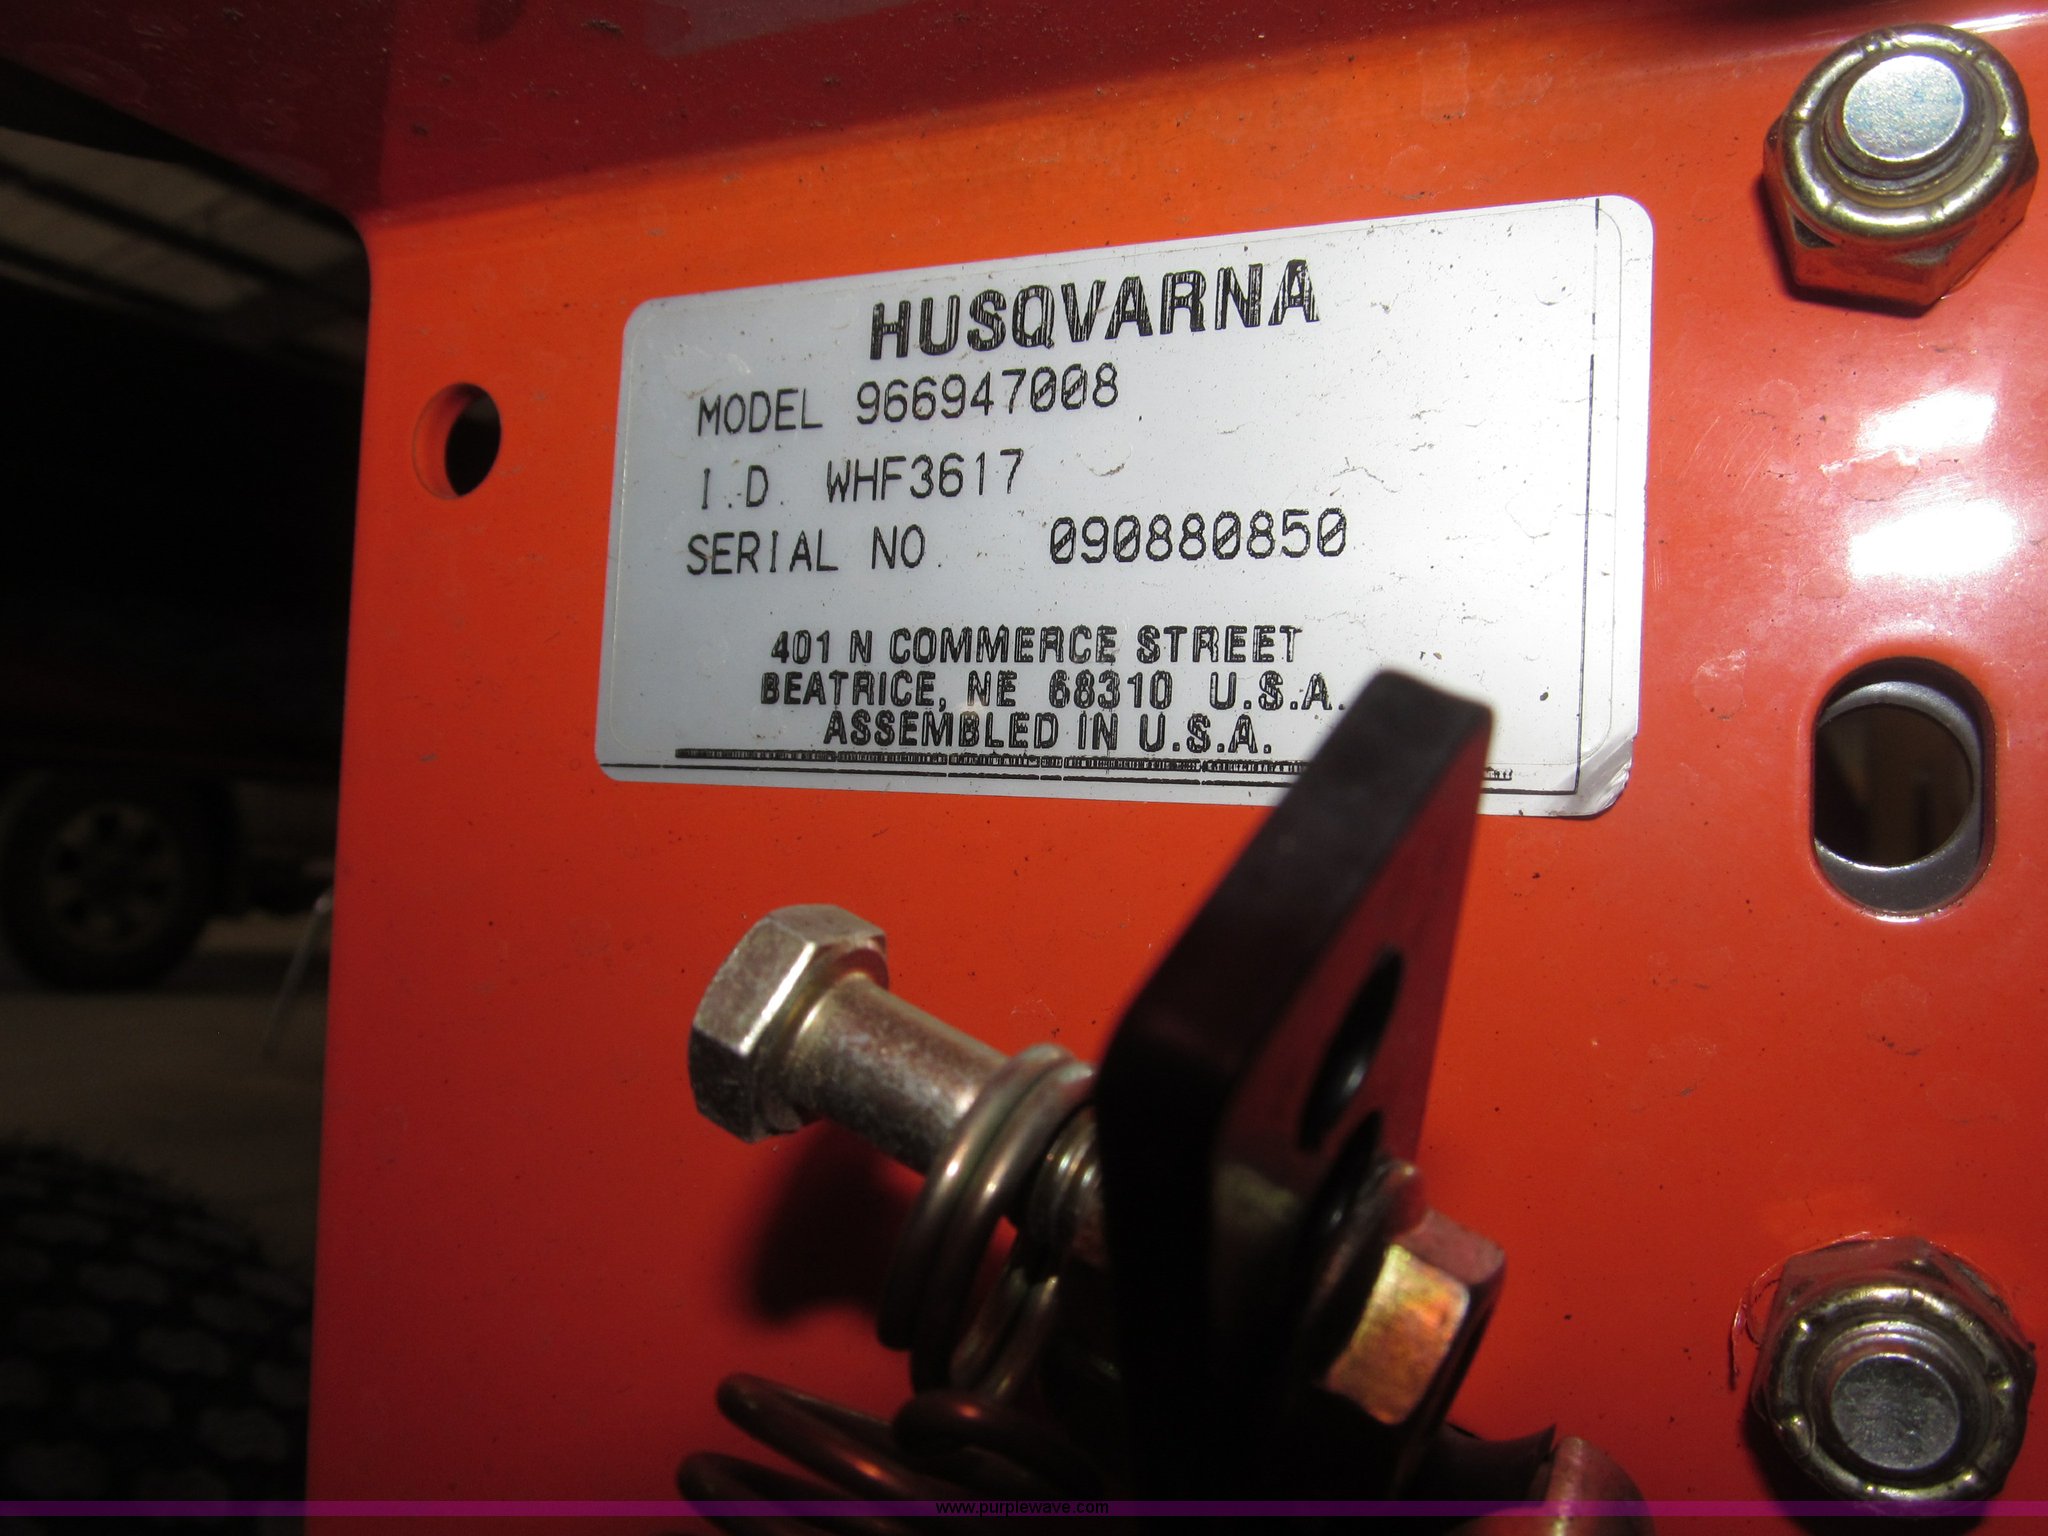 HUSQVARNA
MODEL 966947008
I.D. WHF3617
SERIAL NO. 090880850
401 N COMMERCE STREET
BEATRICE, NE 68310 U.S.A.
ASSEMBLED IN U.S.A.
www.purplewave.com